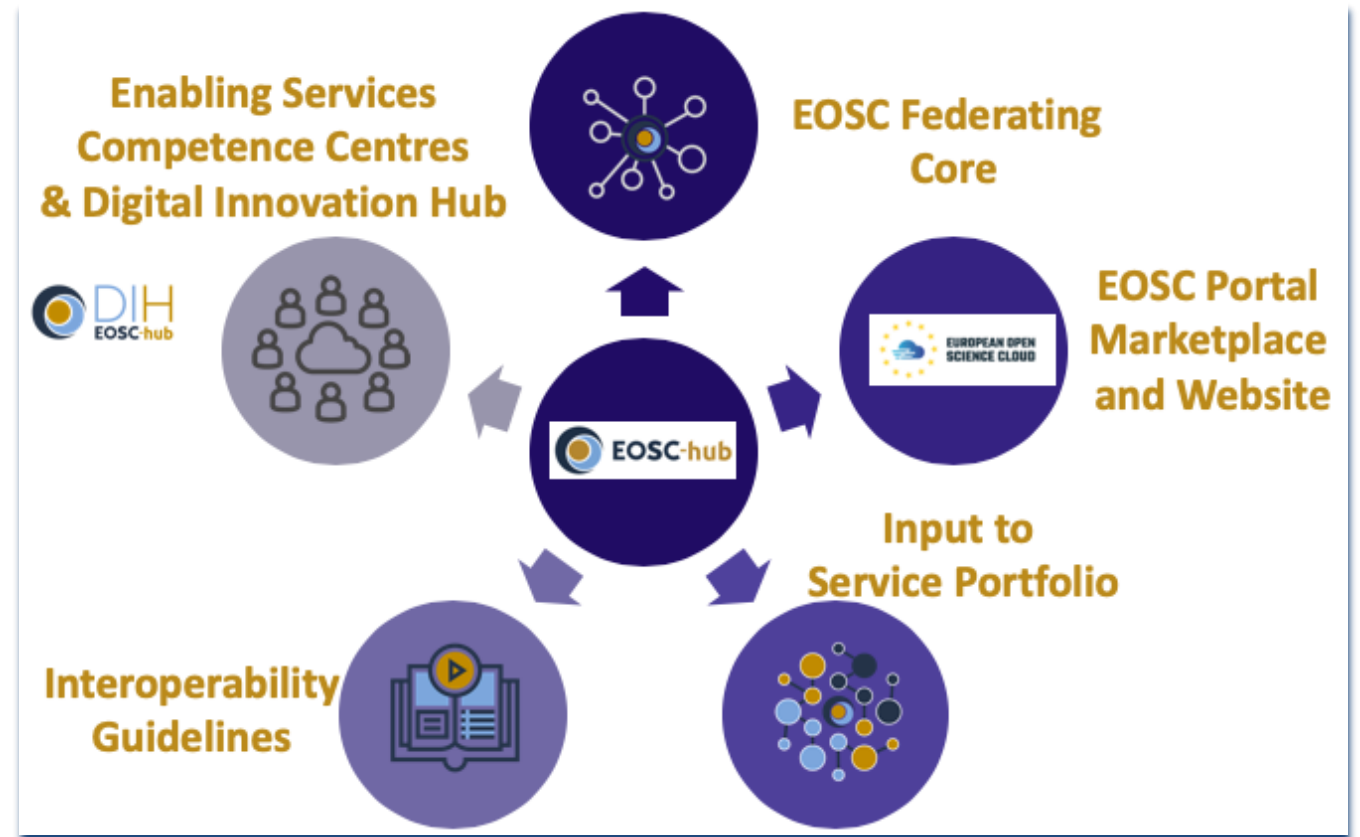 Enabling Services
Competence Centres
& Digital Innovation Hub
DIH
EOSC-hub
EOSC Federating
Core
EUROPEAN OPEN
SCIENCE CLOUD
EOSC Portal
Marketplace
and Website
EOSC-hub
Input to
Service Portfolio
Interoperability
Guidelines